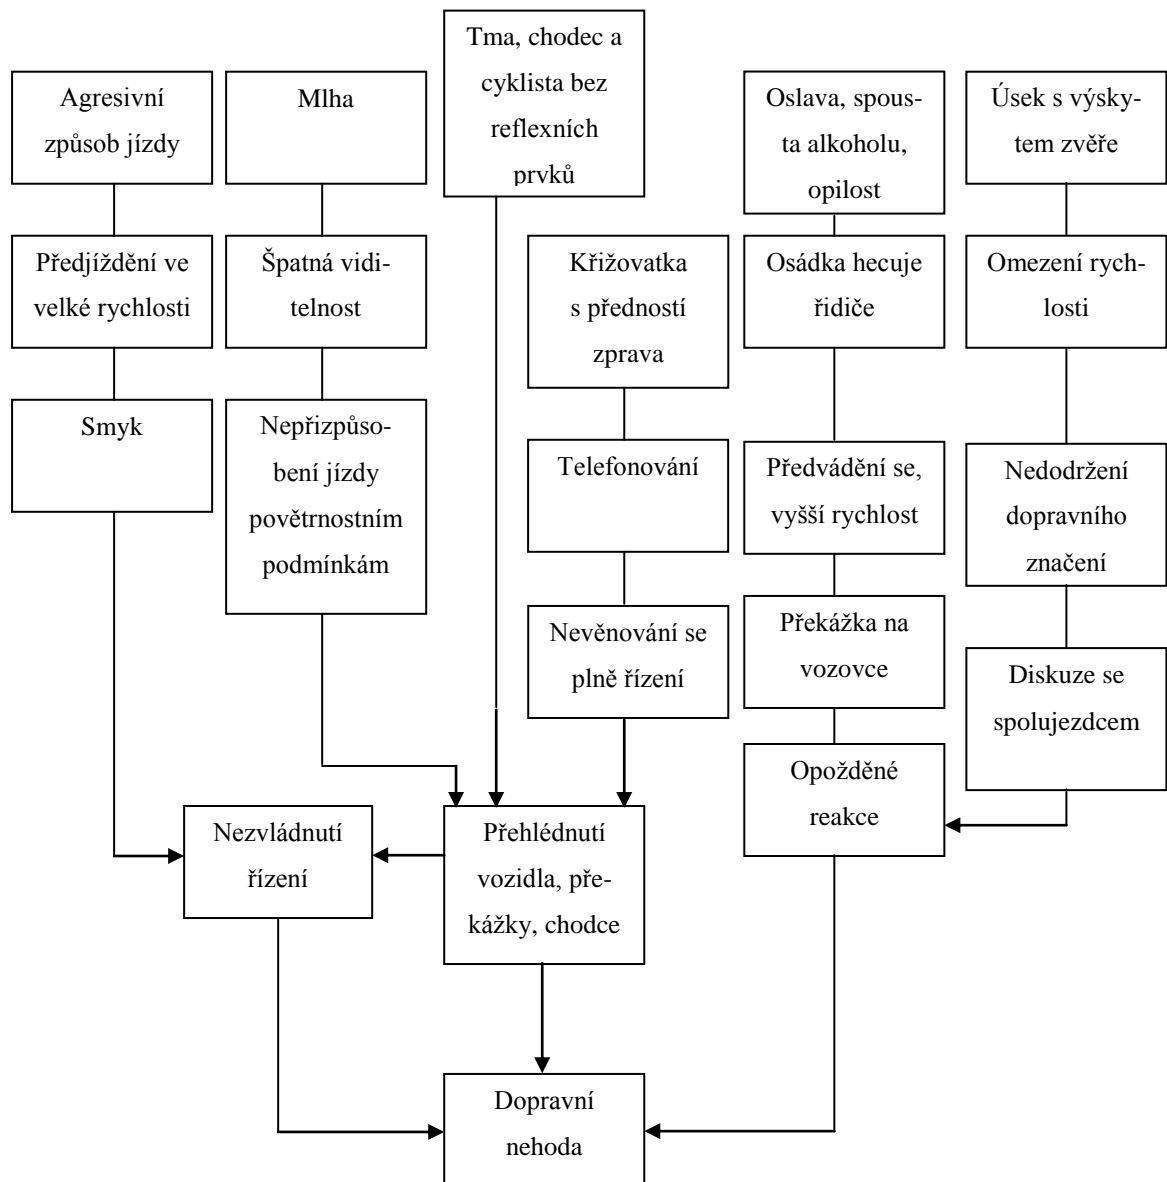 Tma, chodec a
cyklista bez
reflexních
prvků
Agresivní
způsob jízdy
Mlha
Oslava, spous-
ta alkoholu,
opilost
Úsek s výsky-
tem zvěře
Předjíždění ve
velké rychlosti
Špatná vidi-
telnost
Křižovatka
s předností
zprava
Osádka hecuje
řidiče
Omezení rych-
losti
Smyk
Nepřizpůso-
bení jízdy
povětrnostním
podmínkám
Telefonování
Předvádění se,
vyšší rychlost
Nedodržení
dopravního
značení
Nevěnování se
plně řízení
Překážka na
vozovce
Diskuze se
spolujezdcem
Opožděné
reakce
Nezvládnutí
řízení
Přehlédnutí
vozidla, pře-
kážky, chodce
Dopravní
nehoda